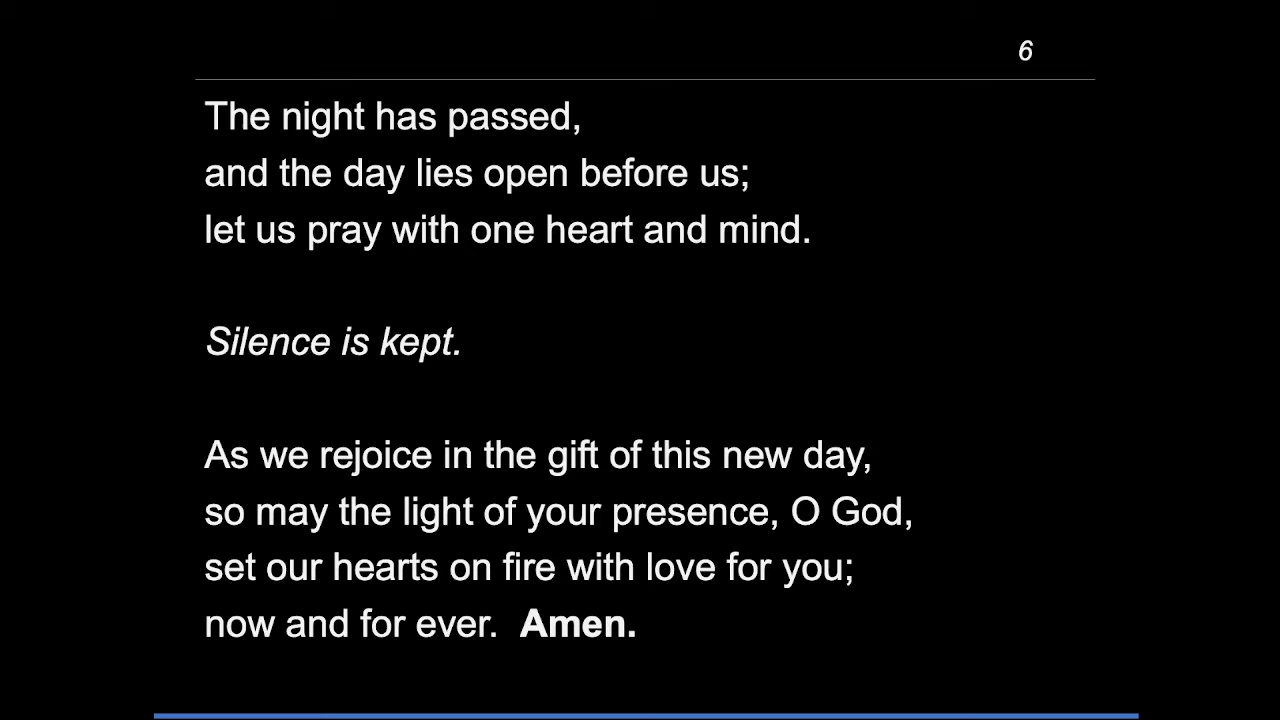 6
The night has passed,
and the day lies open before us;
let us pray with one heart and mind.
Silence is kept.
As we rejoice in the gift of this new day,
so may the light of your presence, O God,
set our hearts on fire with love for you;
now and for ever.  Amen.